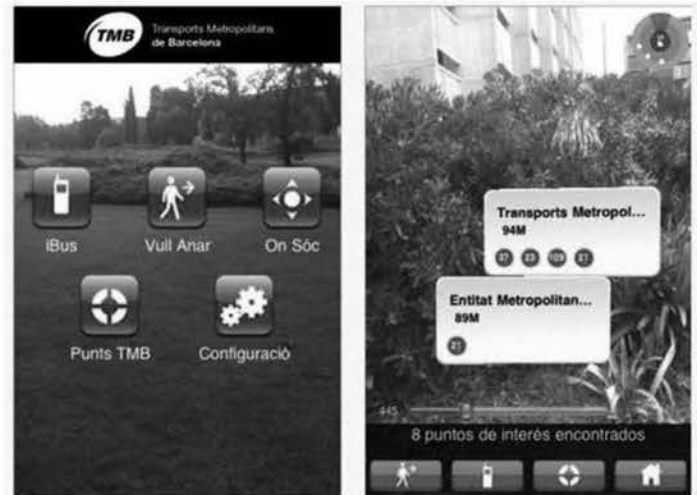 TMB
Transports Metropolitans
de Barcelona
iBus
Vull Anar
On Sóc
Punts TMB
Configuració
Transports Metropol...
94M
37 23 109 21
Entitat Metropolitan...
89M
21
445
8 puntos de interés encontrados